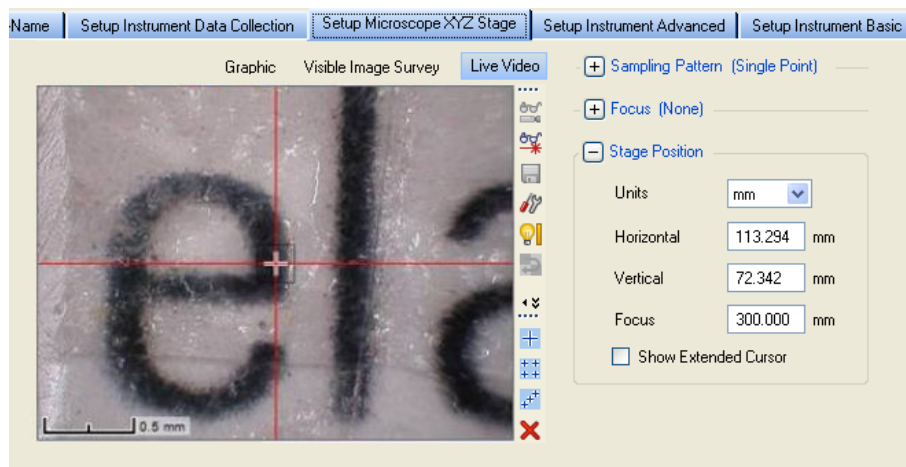 Name Setup Instrument Data Collection Setup Microscope XYZ Stage Setup Instrument Advanced Setup Instrument Basic
Graphic Visible Image Survey Live Video
Sampling Pattern (Single Point)
Focus (None)
Stage Position
Units mm
Horizontal 113.294 mm
Vertical 72.342 mm
Focus 300.000 mm
Show Extended Cursor
el
0.5 mm